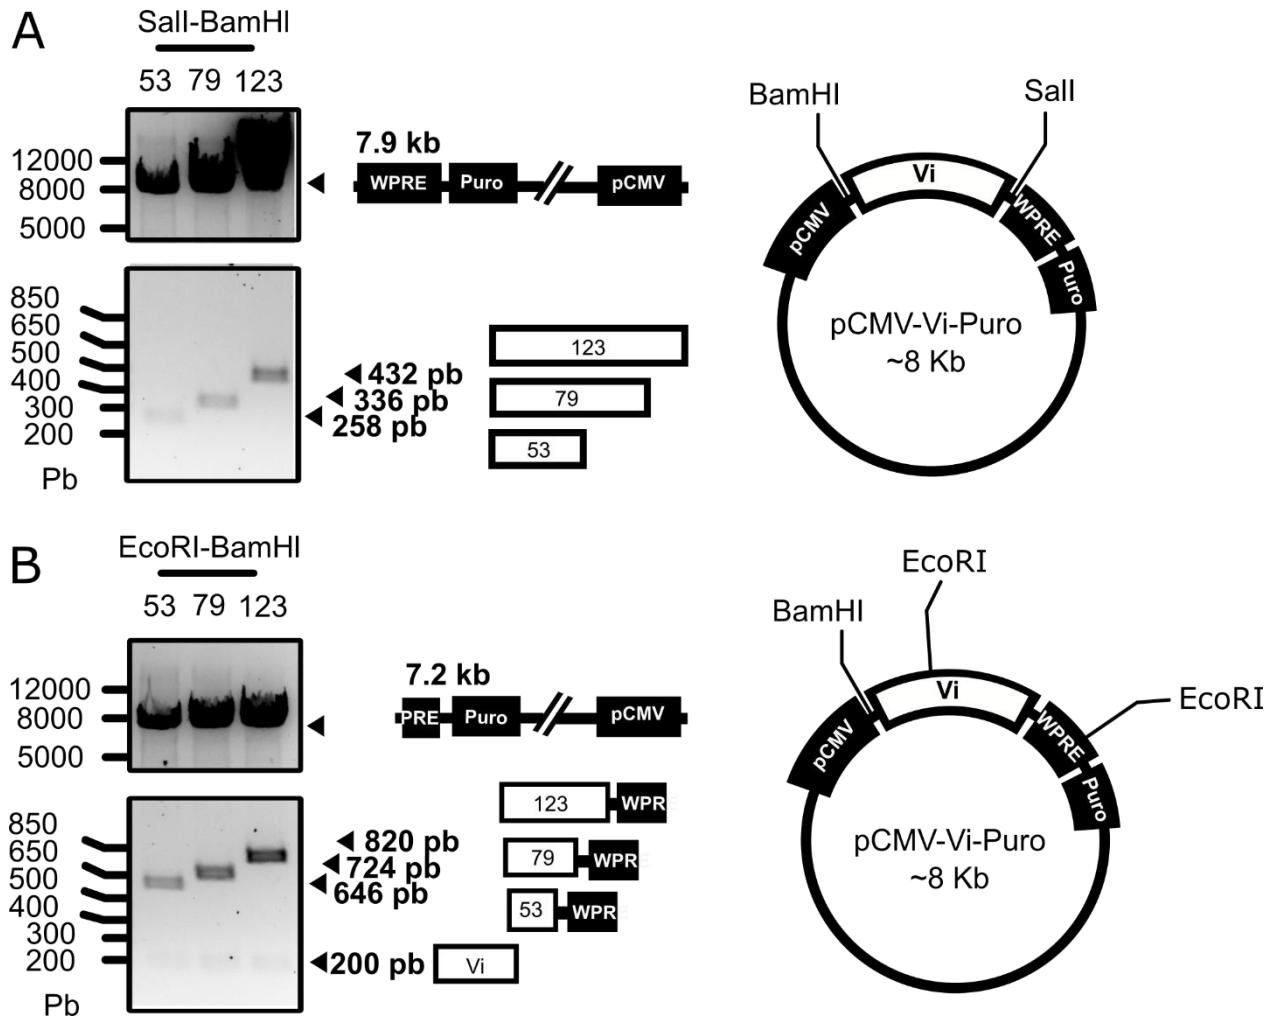 A
SalI-BamHI
53 79 123
12000
8000
5000
7.9 kb
WPRE Puro pCMV
850
650
500
400
300
200
Pb
432 pb
336 pb
258 pb
123
79
53
BamHI
SalI
pCMV
Vi
WPRE
Puro
pCMV-Vi-Puro
~8 Kb
B
EcoRI-BamHI
53 79 123
12000
8000
5000
7.2 kb
PRE Puro pCMV
850
650
500
400
300
200
Pb
820 pb
724 pb
646 pb
200 pb
123 WPRE
79 WPRE
53 WPRE
Vi
EcoRI
BamHI
EcoRI
pCMV
Vi
WPRE
Puro
pCMV-Vi-Puro
~8 Kb